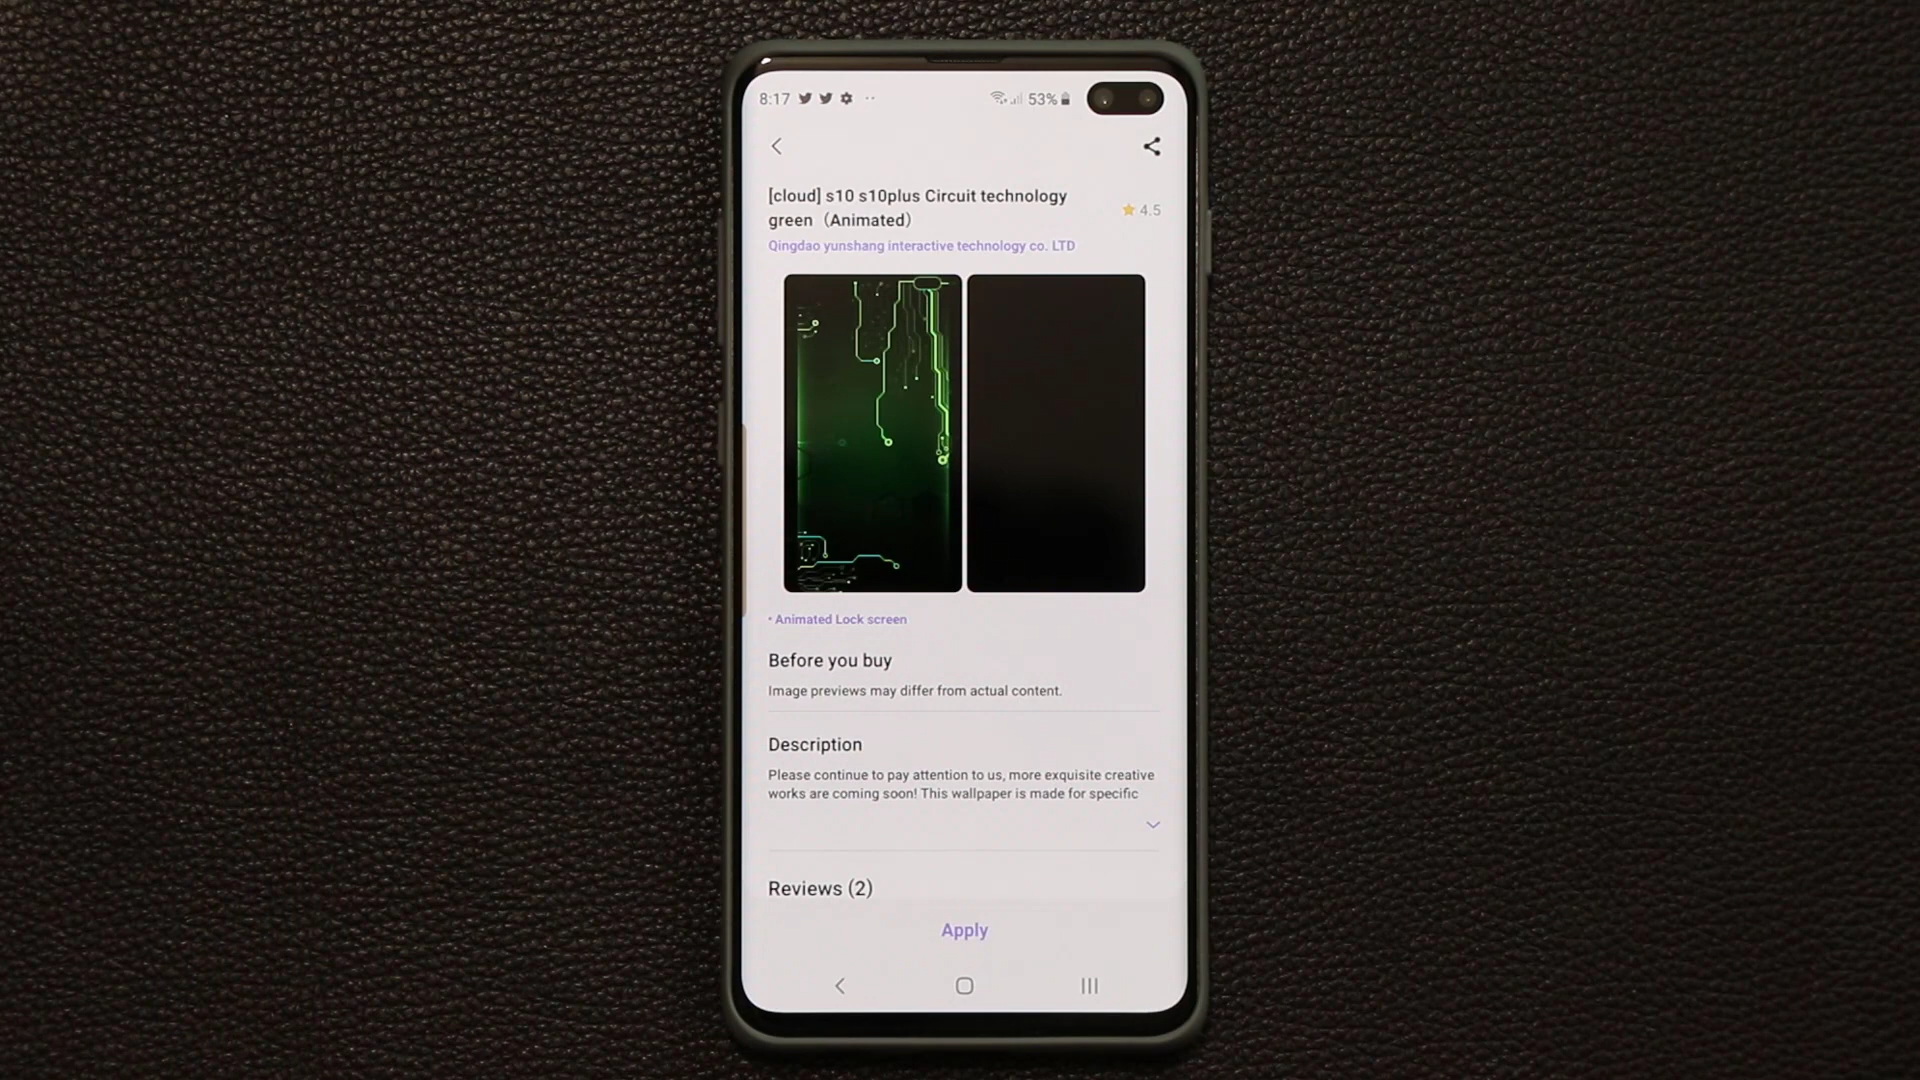 8:17
53%
[cloud] s10 s10plus Circuit technology
green（Animated）
4.5
Qingdao yunshang interactive technology co. LTD
• Animated Lock screen
Before you buy
Image previews may differ from actual content.
Description
Please continue to pay attention to us, more exquisite creative
works are coming soon! This wallpaper is made for specific
Reviews (2)
Apply